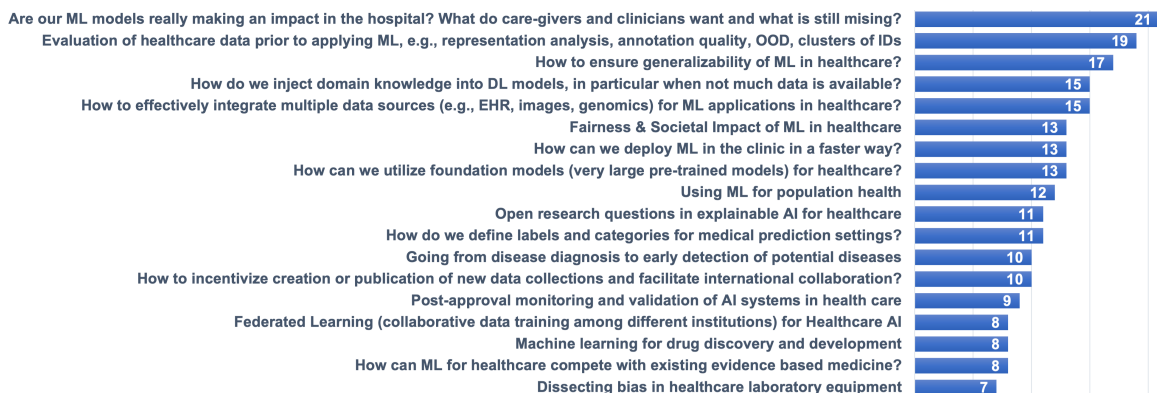 Are our ML models really making an impact in the hospital? What do care-givers and clinicians want and what is still mising? 21
Evaluation of healthcare data prior to applying ML, e.g., representation analysis, annotation quality, OOD, clusters of IDs 19
How to ensure generalizability of ML in healthcare? 17
How do we inject domain knowledge into DL models, in particular when not much data is available? 15
How to effectively integrate multiple data sources (e.g., EHR, images, genomics) for ML applications in healthcare? 15
Fairness & Societal Impact of ML in healthcare 13
How can we deploy ML in the clinic in a faster way? 13
How can we utilize foundation models (very large pre-trained models) for healthcare? 13
Using ML for population health 12
Open research questions in explainable AI for healthcare 11
How do we define labels and categories for medical prediction settings? 11
Going from disease diagnosis to early detection of potential diseases 10
How to incentivize creation or publication of new data collections and facilitate international collaboration? 10
Post-approval monitoring and validation of AI systems in health care 9
Federated Learning (collaborative data training among different institutions) for Healthcare AI 8
Machine learning for drug discovery and development 8
How can ML for healthcare compete with existing evidence based medicine? 8
Dissecting bias in healthcare laboratory equipment 7